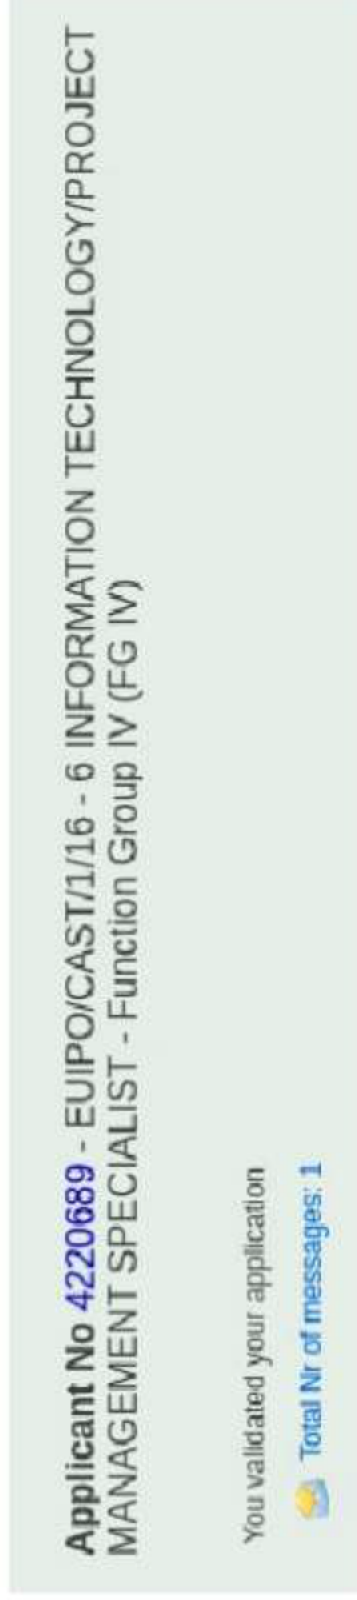 Applicant No 4220689 - EUIPO/CAST/1/16 - 6 INFORMATION TECHNOLOGY/PROJECT
MANAGEMENT SPECIALIST - Function Group IV (FG IV)
You validated your application
Total Nr of messages: 1